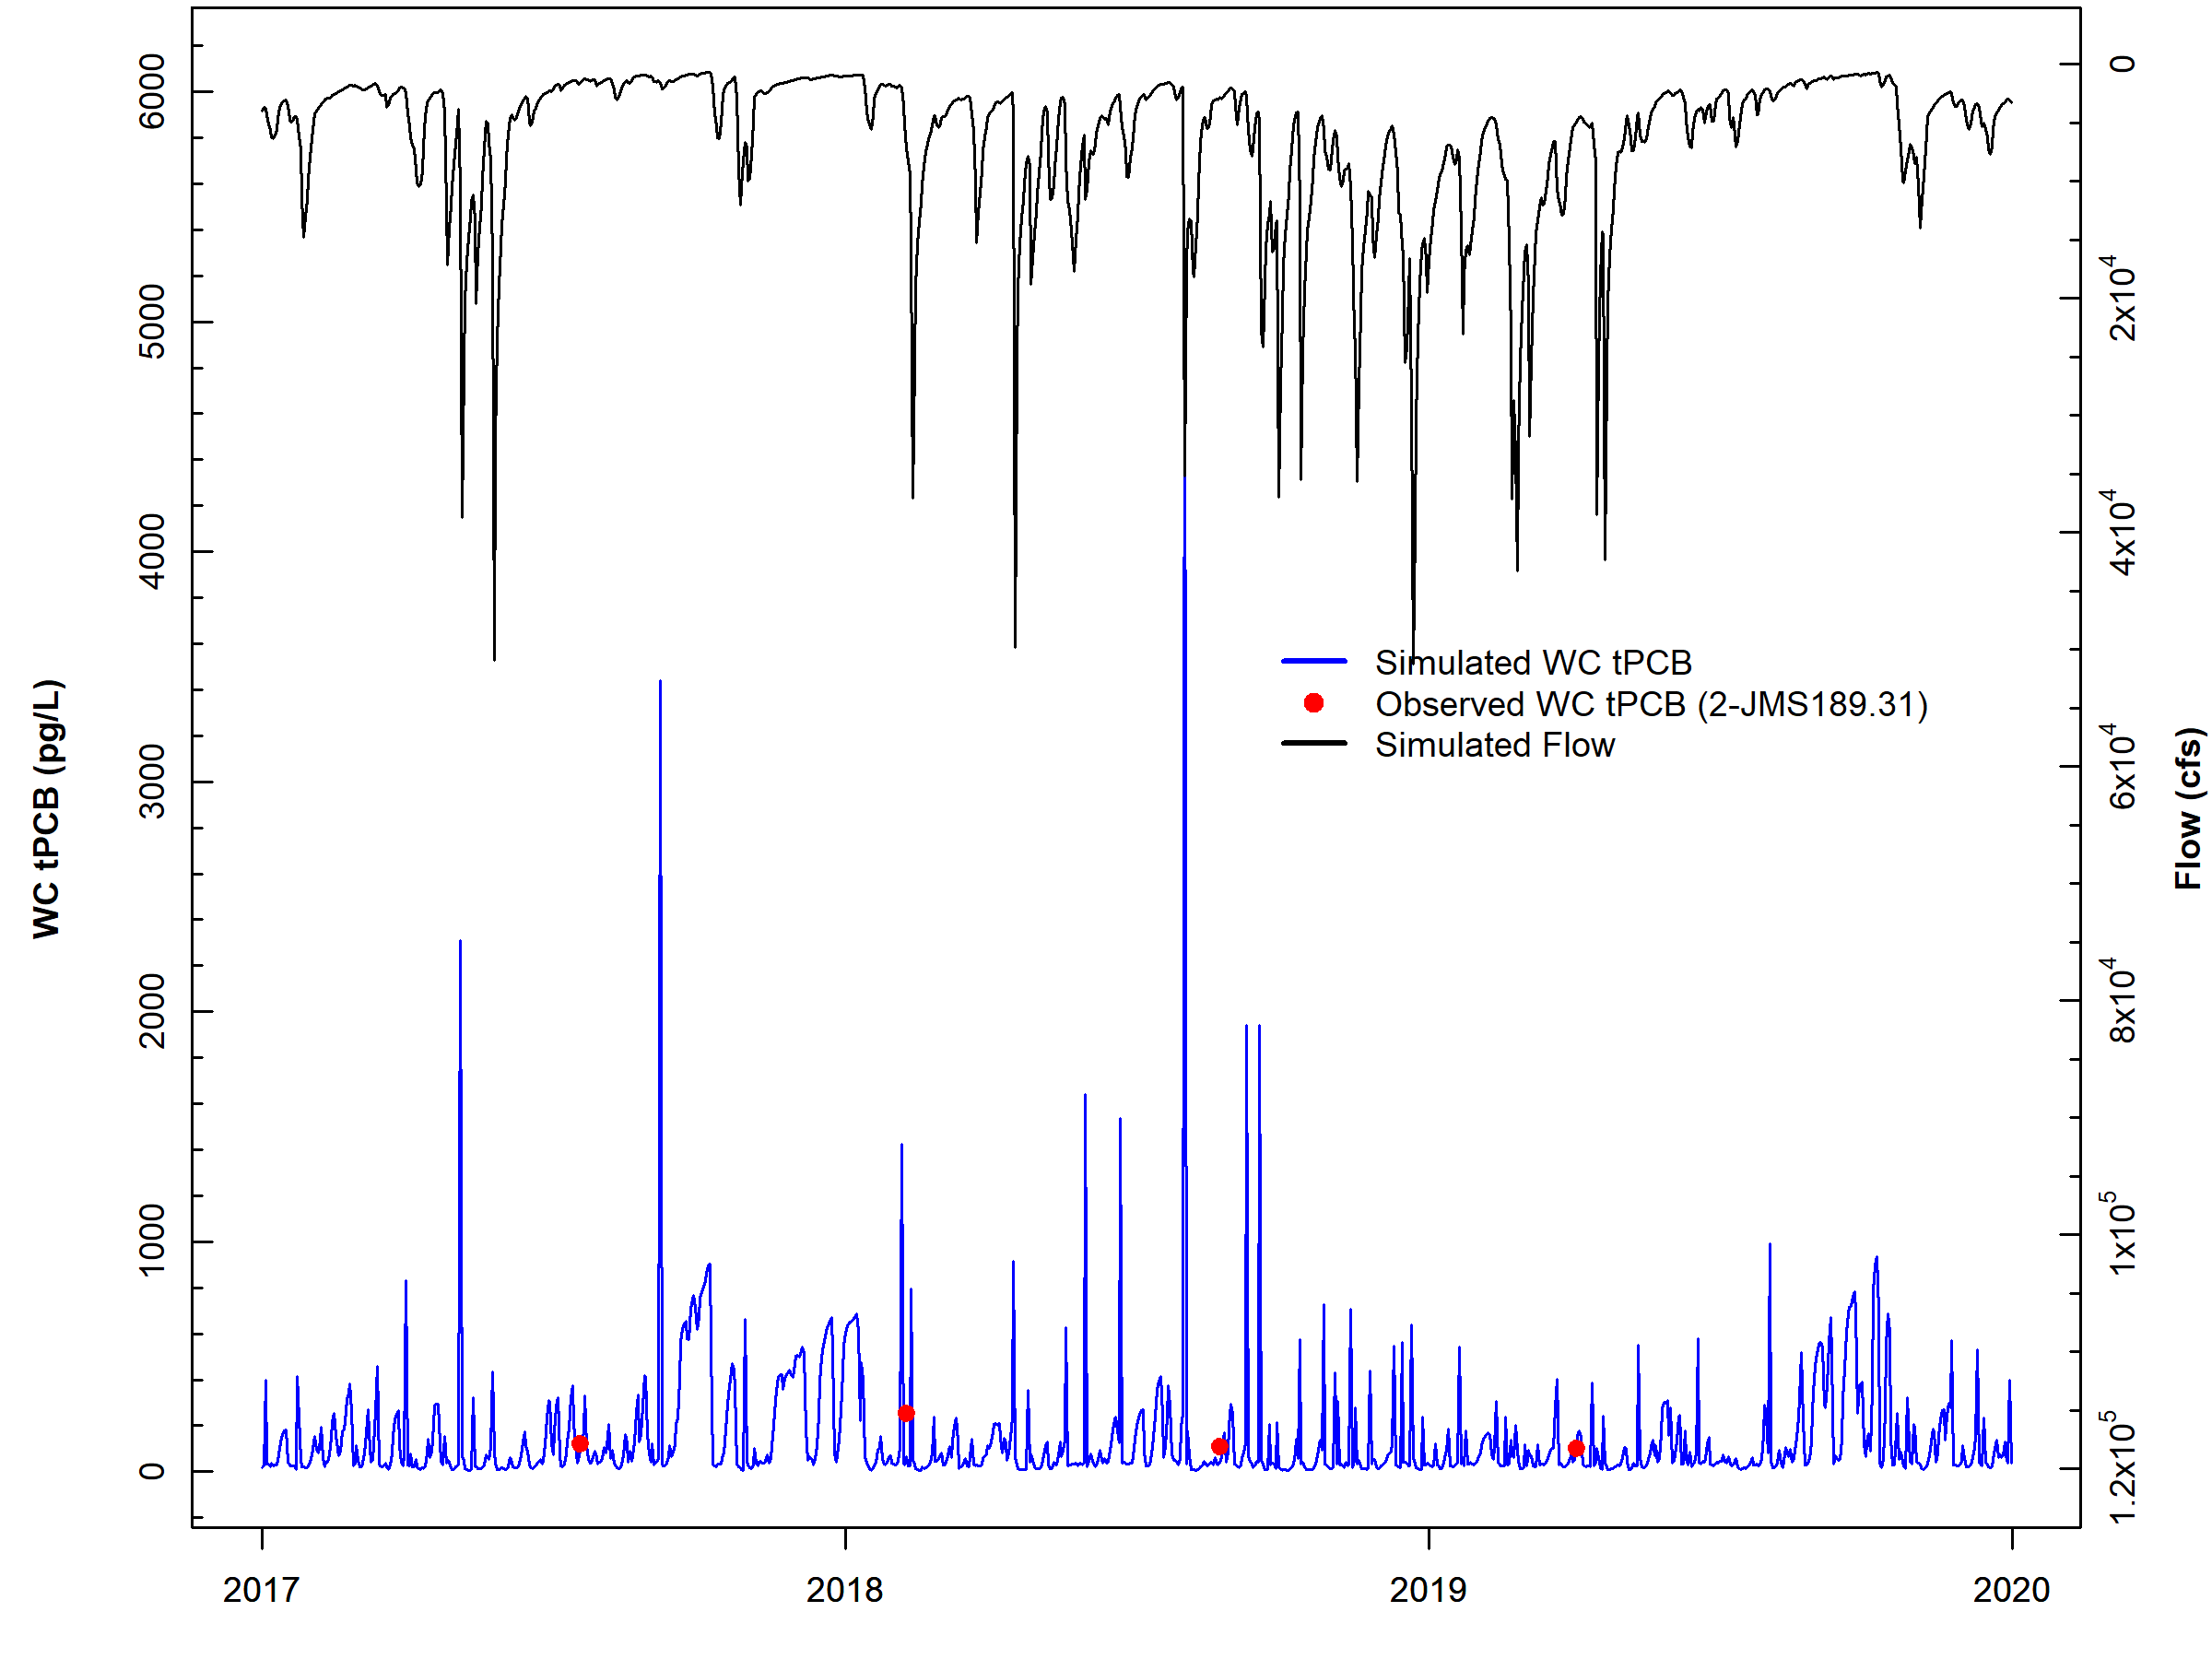 WC tPCB (pg/L)
6000
5000
4000
3000
2000
1000
0
Simulated WC tPCB
Observed WC tPCB (2-JMS189.31)
Simulated Flow
0
2x10⁴
4x10⁴
6x10⁴
8x10⁴
1x10⁵
1.2x10⁵
Flow (cfs)
2017 2018 2019 2020